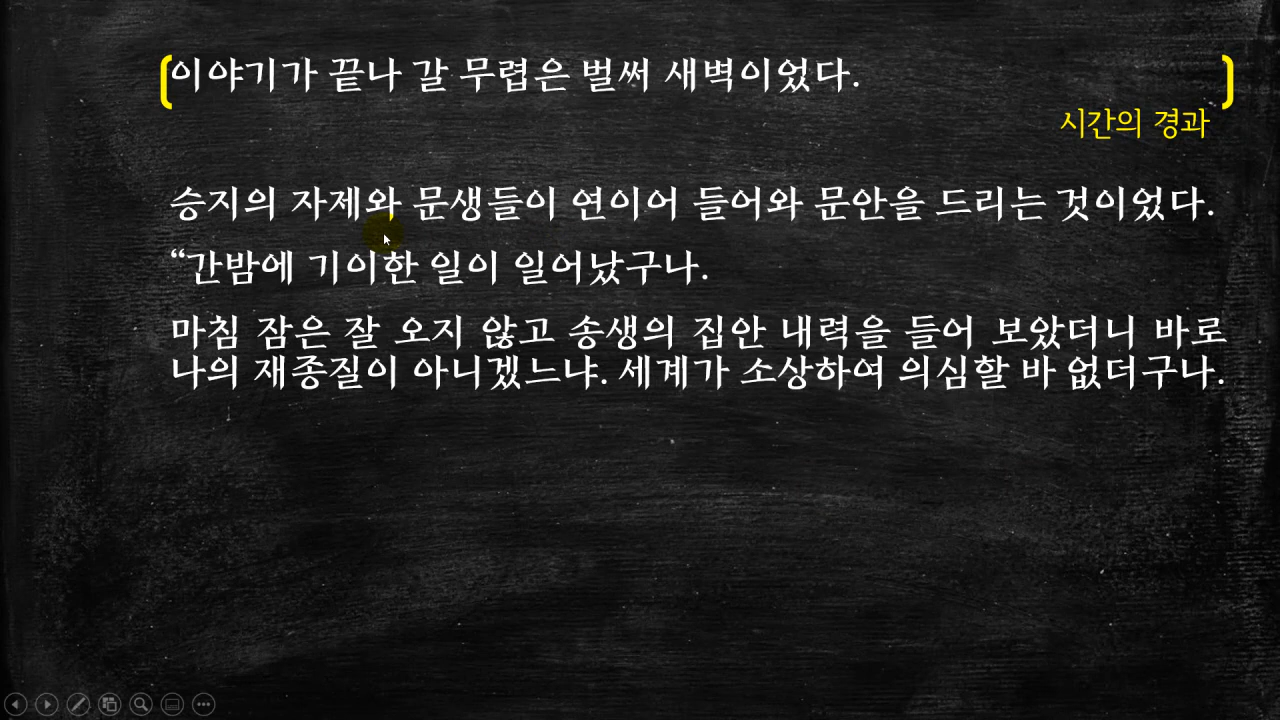 이야기가 끝나 갈 무렵은 벌써 새벽이었다.
시간의 경과
승지의 자제와 문생들이 연이어 들어와 문안을 드리는 것이었다.
“간밤에 기이한 일이 일어났구나.
마침 잠은 잘 오지 않고 송생의 집안 내력을 들어 보았더니 바로
나의 재종질이 아니겠느냐. 세계가 소상하여 의심할 바 없더구나.